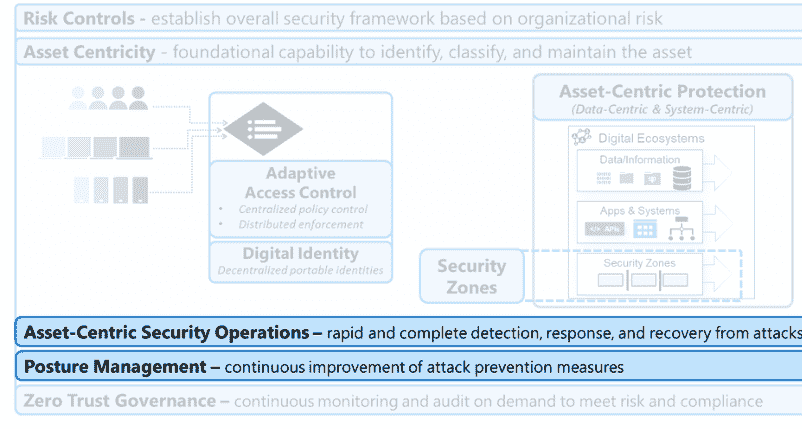 Risk Controls - establish overall security framework based on organizational risk
Asset Centricity - foundational capability to identify, classify, and maintain the asset
Asset-Centric Protection
(Data-Centric & System-Centric)
Digital Ecosystems
Data/Information
Adaptive
Access Control
• Centralized policy control
• Distributed enforcement
Apps & Systems
</> APIs
Digital Identity
Decentralized portable identities
Security
Zones
Security Zones
Asset-Centric Security Operations – rapid and complete detection, response, and recovery from attacks
Posture Management – continuous improvement of attack prevention measures
Zero Trust Governance – continuous monitoring and audit on demand to meet risk and compliance